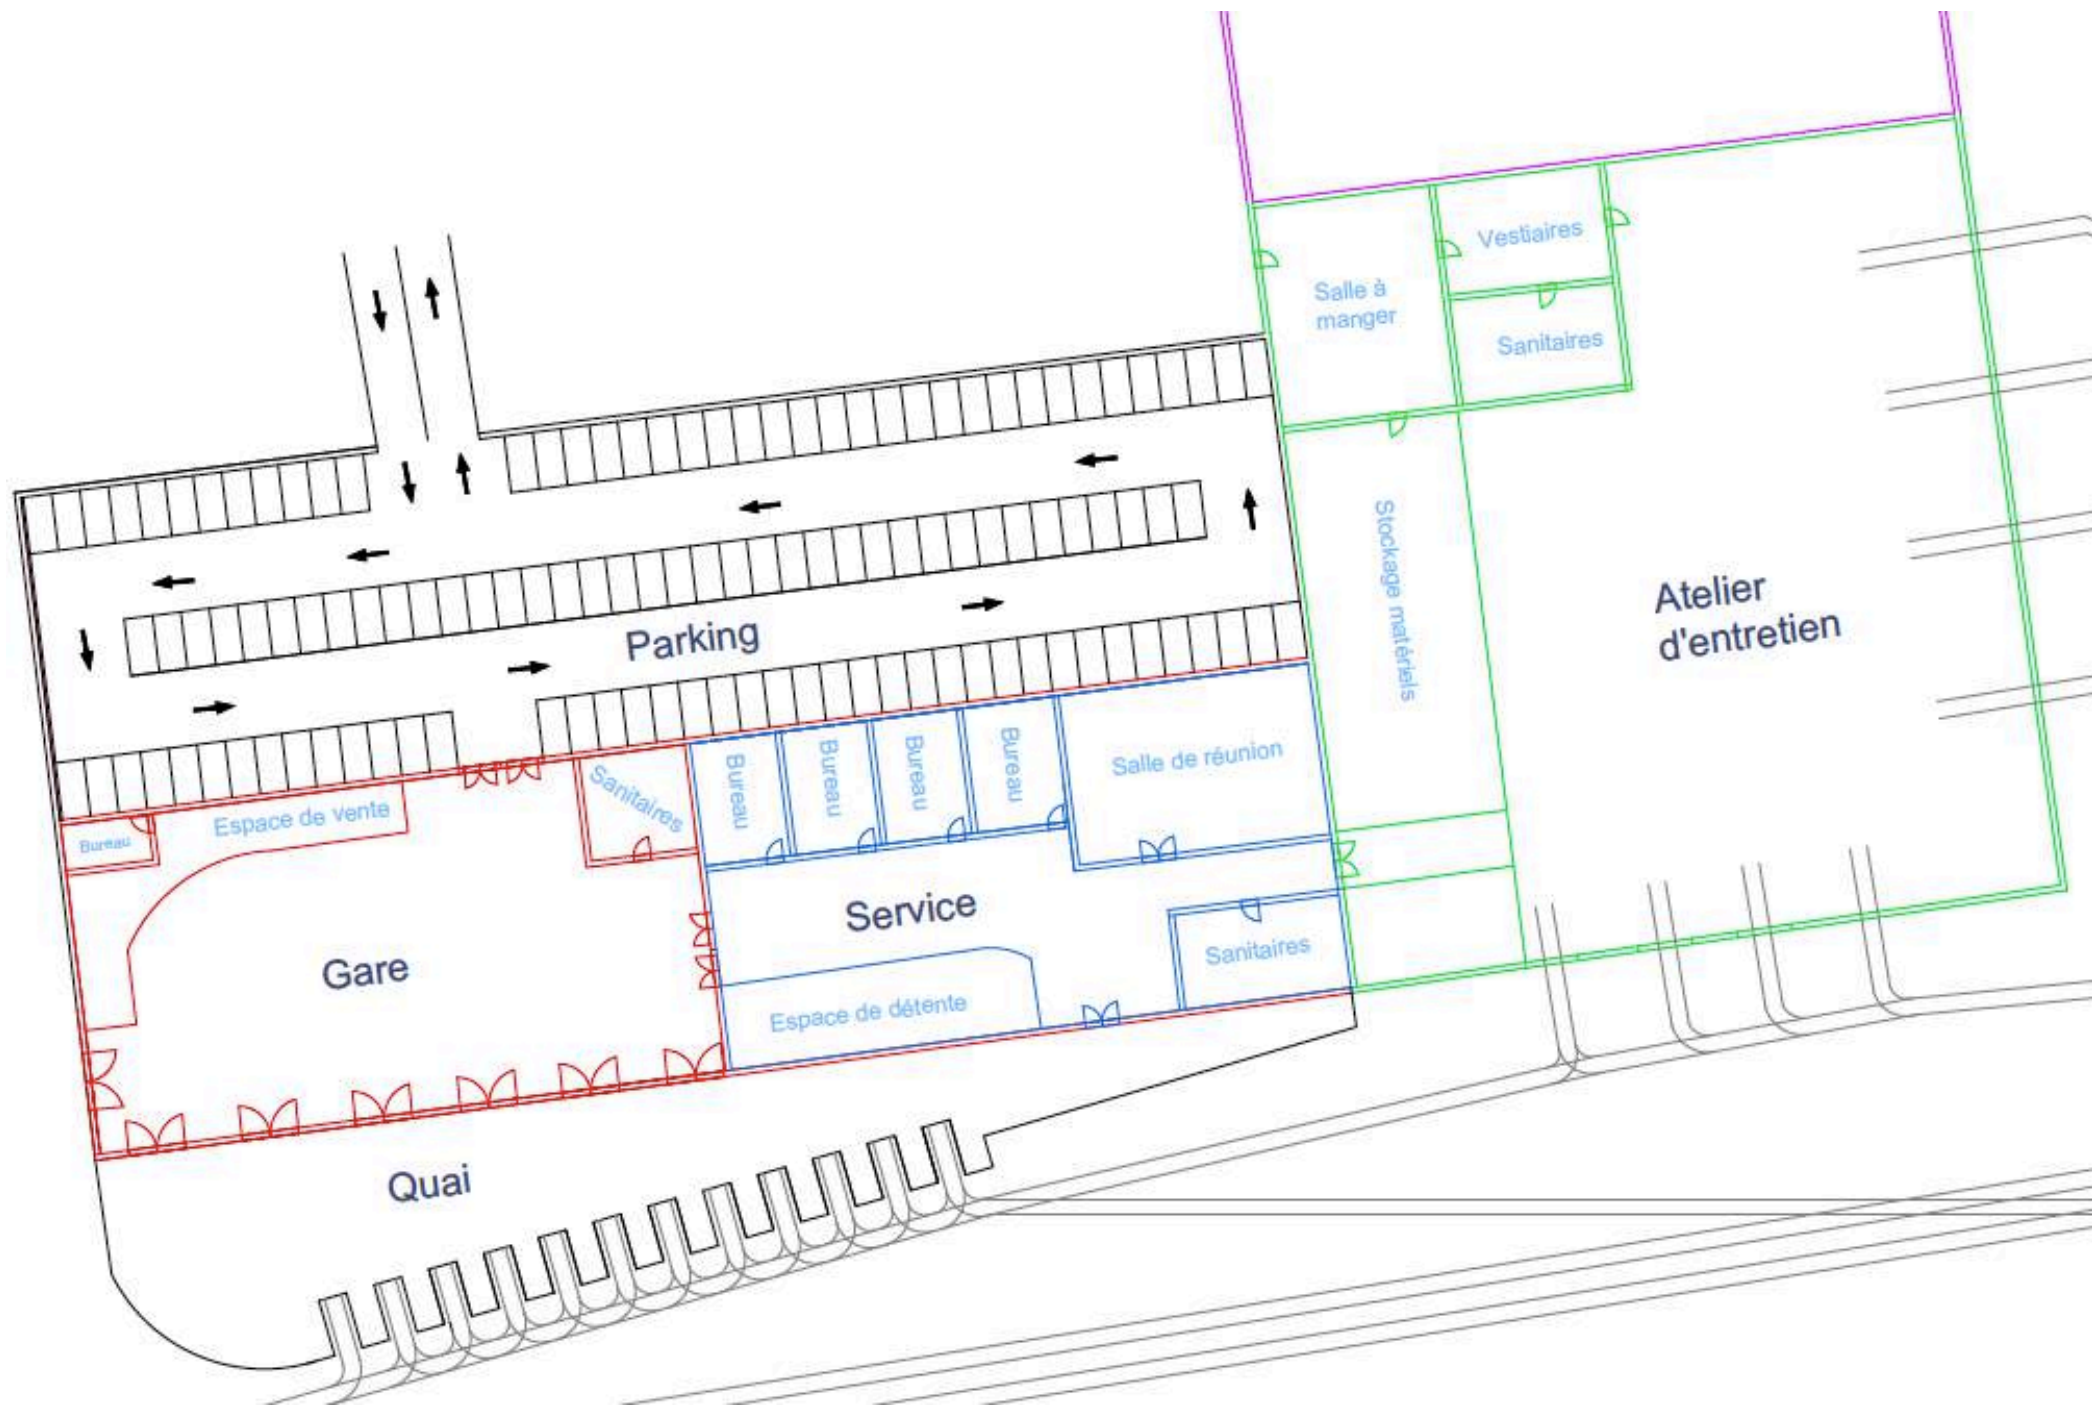 Vestiaires
Salle à
manger
Sanitaires
Stockage matériels
Atelier
d'entretien
Parking
Bureau
Bureau
Bureau
Bureau
Salle de réunion
Sanitaires
Espace de vente
Bureau
Service
Gare
Sanitaires
Espace de détente
Quai